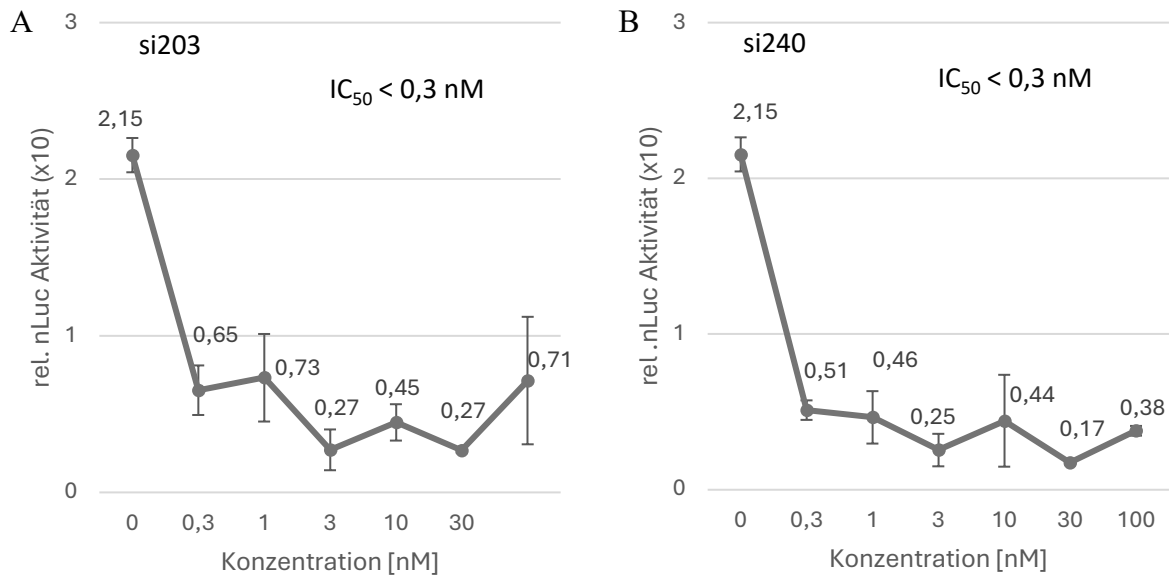 A
si203
IC50 < 0,3 nM
rel. nLuc Aktivität (x10)
3
2
1
0
2,15
0,65
0,73
0,27
0,45
0,27
0,71
0 0,3 1 3 10 30
Konzentration [nM]
B
si240
IC50 < 0,3 nM
rel .nLuc Aktivität (x10)
3
2
1
0
2,15
0,51
0,46
0,25
0,44
0,17
0,38
0 0,3 1 3 10 30 100
Konzentration [nM]